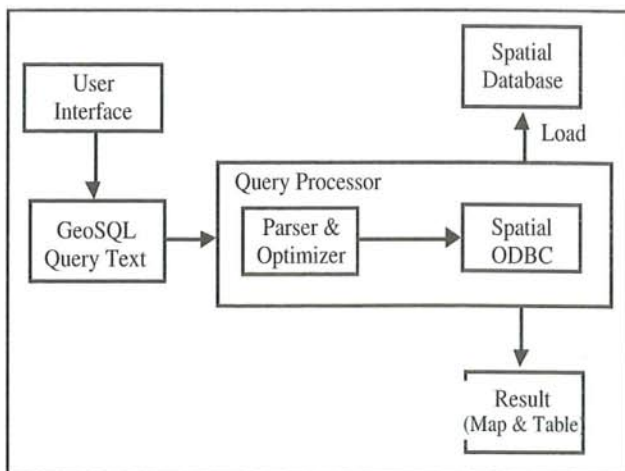 User
Interface
GeoSQL
Query Text
Query Processor
Parser &
Optimizer
Spatial
ODBC
Spatial
Database
Load
Result
(Map & Table)